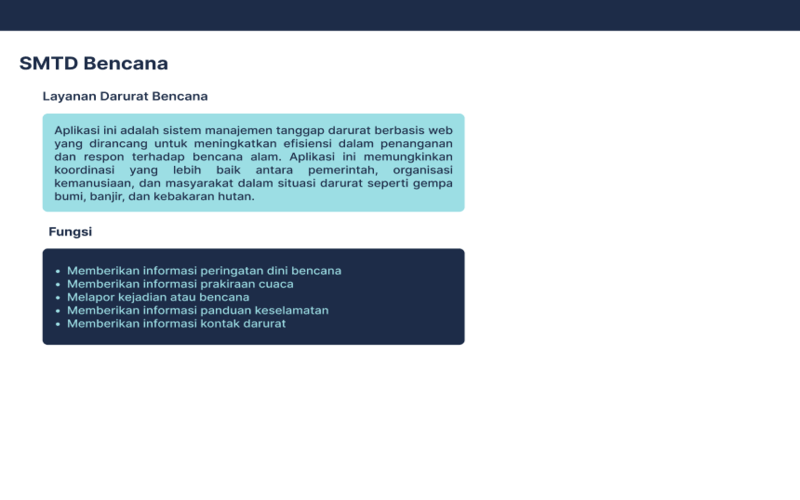 SMTD Bencana
Layanan Darurat Bencana
Aplikasi ini adalah sistem manajemen tanggap darurat berbasis web
yang dirancang untuk meningkatkan efisiensi dalam penanganan
dan respon terhadap bencana alam. Aplikasi ini memungkinkan
koordinasi yang lebih baik antara pemerintah, organisasi
kemanusiaan, dan masyarakat dalam situasi darurat seperti gempa
bumi, banjir, dan kebakaran hutan.
Fungsi
• Memberikan informasi peringatan dini bencana
• Memberikan informasi prakiraan cuaca
• Melapor kejadian atau bencana
• Memberikan informasi panduan keselamatan
• Memberikan informasi kontak darurat